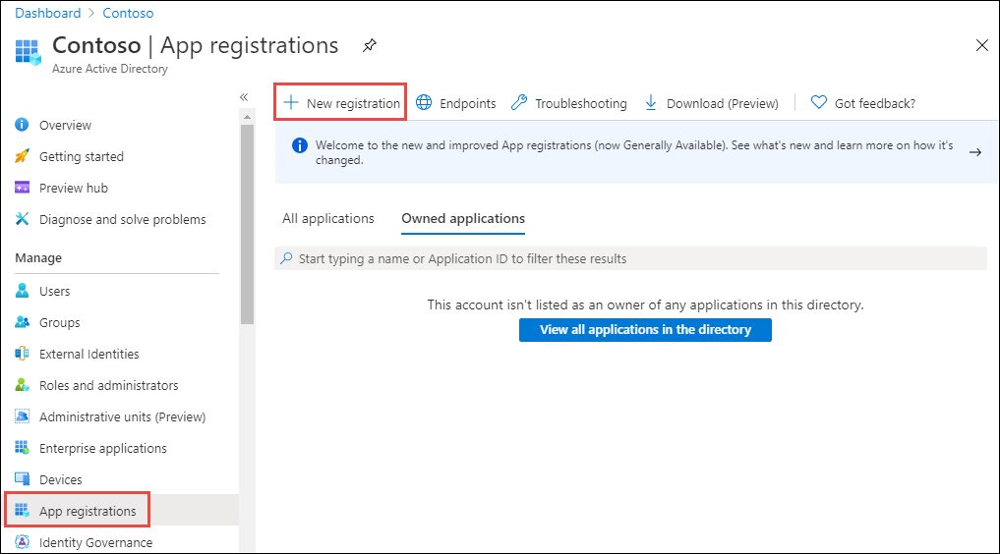 Dashboard > Contoso
Contoso | App registrations
Azure Active Directory
«
Overview
Getting started
Preview hub
Diagnose and solve problems
Manage
Users
Groups
External Identities
Roles and administrators
Administrative units (Preview)
Enterprise applications
Devices
App registrations
Identity Governance
New registration Endpoints Troubleshooting Download (Preview) Got feedback?
Welcome to the new and improved App registrations (now Generally Available). See what's new and learn more on how it's
changed.
All applications Owned applications
Start typing a name or Application ID to filter these results
This account isn't listed as an owner of any applications in this directory.
View all applications in the directory